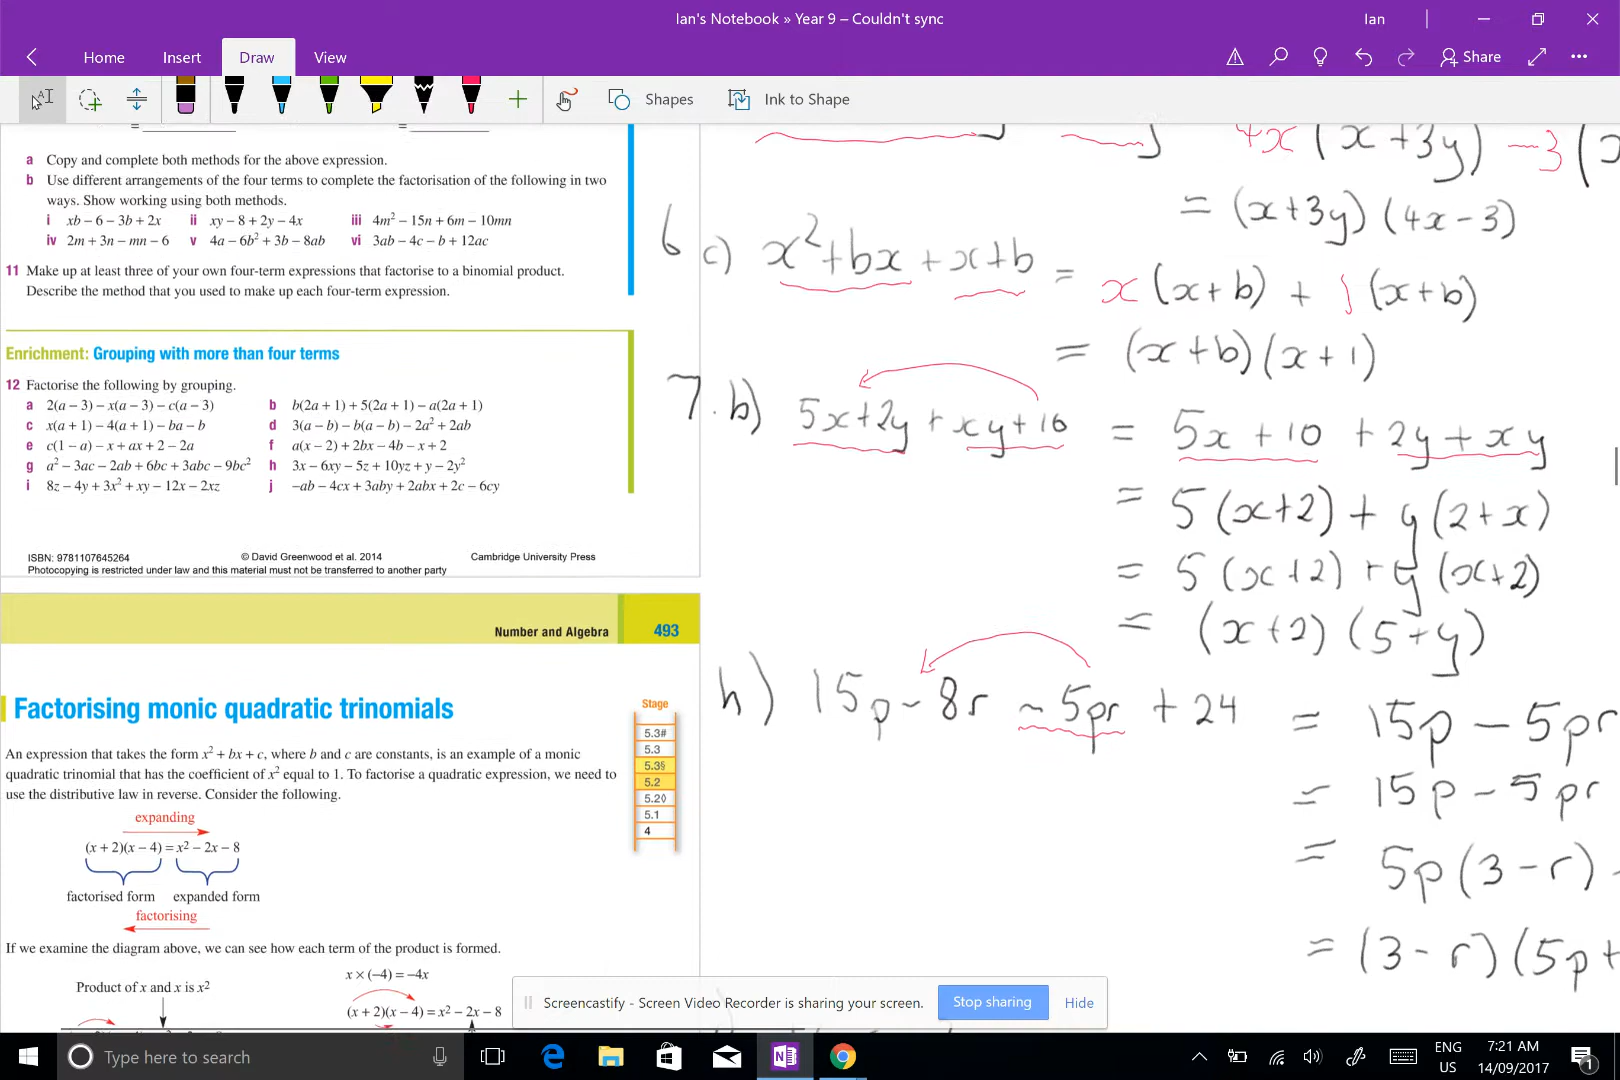 Ian's Notebook » Year 9 – Couldn't sync
Ian
Home Insert Draw View
Share
Shapes Ink to Shape
a Copy and complete both methods for the above expression.
b Use different arrangements of the four terms to complete the factorisation of the following in two
ways. Show working using both methods.
i xb − 6 − 3b + 2x ii xy − 8 + 2y − 4x iii 4m² − 15n + 6m − 10mn
iv 2m + 3n − mn − 6 v 4a − 6b² + 3b − 8ab vi 3ab − 4c − b + 12ac
11 Make up at least three of your own four-term expressions that factorise to a binomial product.
Describe the method that you used to make up each four-term expression.
Enrichment: Grouping with more than four terms
12 Factorise the following by grouping.
a 2(a − 3) − x(a − 3) − c(a − 3) b b(2a + 1) + 5(2a + 1) − a(2a + 1)
c x(a + 1) − 4(a + 1) − ba − b d 3(a − b) − b(a − b) − 2a² + 2ab
e c(1 − a) − x + ax + 2 − 2a f a(x − 2) + 2bx − 4b − x + 2
g a² − 3ac − 2ab + 6bc + 3abc − 9bc² h 3x − 6xy − 5z + 10yz + y − 2y²
i 8z − 4y + 3x² + xy − 12x − 2xz j −ab − 4cx + 3aby + 2abx + 2c − 6cy
ISBN: 9781107645264 © David Greenwood et al. 2014 Cambridge University Press
Photocopying is restricted under law and this material must not be transferred to another party
Number and Algebra 493
Factorising monic quadratic trinomials
Stage
5.3#
5.3
5.3§
5.2
5.2◊
5.1
4
An expression that takes the form x² + bx + c, where b and c are constants, is an example of a monic
quadratic trinomial that has the coefficient of x² equal to 1. To factorise a quadratic expression, we need to
use the distributive law in reverse. Consider the following.
expanding
(x + 2)(x − 4) = x² − 2x − 8
factorised form expanded form
factorising
If we examine the diagram above, we can see how each term of the product is formed.
Product of x and x is x²
x × (−4) = −4x
(x + 2)(x − 4) = x² − 2x − 8
4x (x+3y) −3 (x
= (x+3y) (4x−3)
6 c) x²+bx + x+b = x (x+b) + 1 (x+b)
= (x+b) (x+1)
7. b) 5x+2y + xy+10 = 5x+10 + 2y+xy
= 5 (x+2) + y (2+x)
= 5 (x+2) + y (x+2)
= (x+2) (5+y)
h) 15p − 8r − 5pr + 24 = 15p − 5pr
= 15p − 5pr
= 5p (3−r)
= (3−r) (5p+
Screencastify - Screen Video Recorder is sharing your screen. Stop sharing Hide
Type here to search
ENG
US
7:21 AM
14/09/2017
1